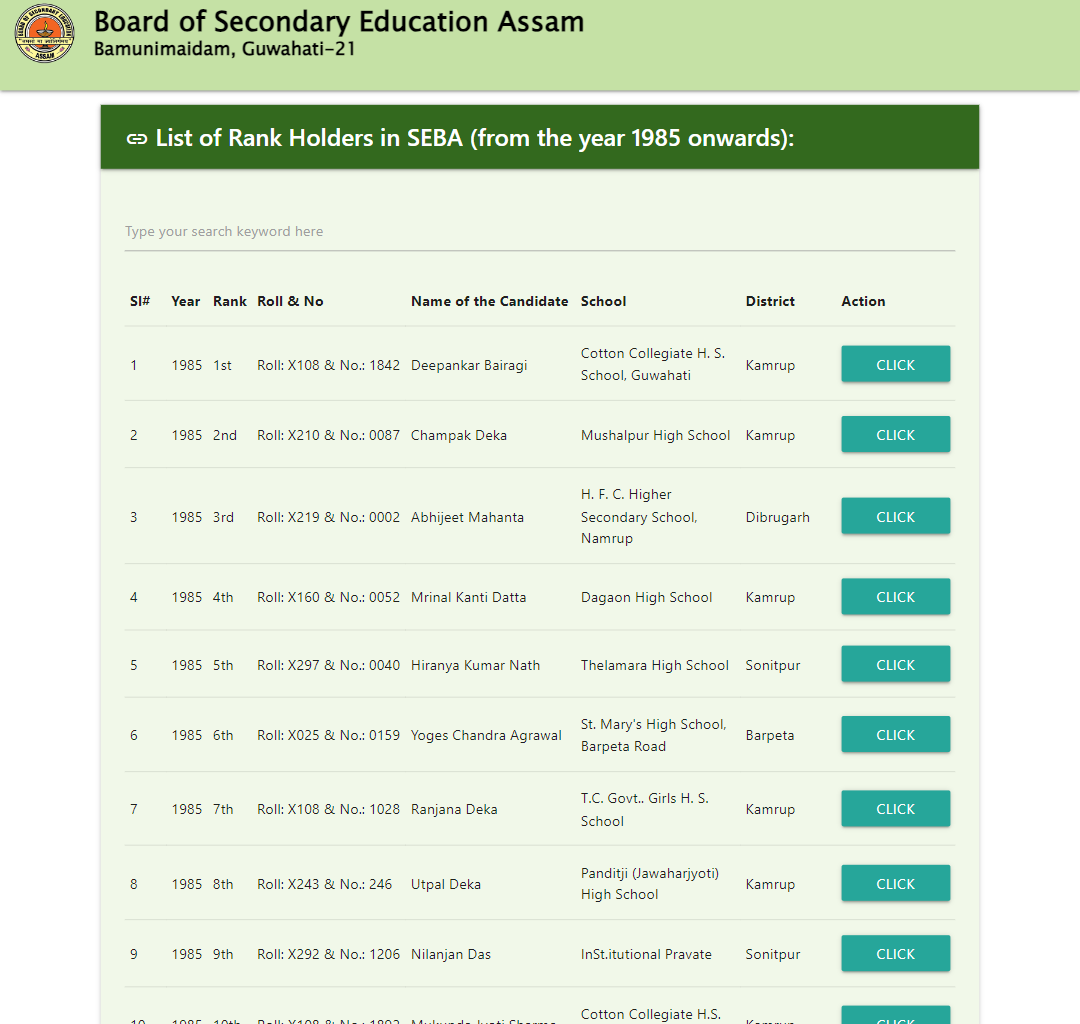 Board of Secondary Education Assam
Bamunimaidam, Guwahati-21
List of Rank Holders in SEBA (from the year 1985 onwards):
Type your search keyword here
Sl# Year Rank Roll & No Name of the Candidate School District Action
1 1985 1st Roll: X108 & No.: 1842 Deepankar Bairagi Cotton Collegiate H. S. School, Guwahati Kamrup CLICK
2 1985 2nd Roll: X210 & No.: 0087 Champak Deka Mushalpur High School Kamrup CLICK
3 1985 3rd Roll: X219 & No.: 0002 Abhijeet Mahanta H. F. C. Higher Secondary School, Namrup Dibrugarh CLICK
4 1985 4th Roll: X160 & No.: 0052 Mrinal Kanti Datta Dagaon High School Kamrup CLICK
5 1985 5th Roll: X297 & No.: 0040 Hiranya Kumar Nath Thelamara High School Sonitpur CLICK
6 1985 6th Roll: X025 & No.: 0159 Yoges Chandra Agrawal St. Mary's High School, Barpeta Road Barpeta CLICK
7 1985 7th Roll: X108 & No.: 1028 Ranjana Deka T.C. Govt.. Girls H. S. School Kamrup CLICK
8 1985 8th Roll: X243 & No.: 246 Utpal Deka Panditji (Jawaharjyoti) High School Kamrup CLICK
9 1985 9th Roll: X292 & No.: 1206 Nilanjan Das InSt.itutional Pravate Sonitpur CLICK
10 1985 10th Cotton Collegiate H.S. Kamrup CLICK